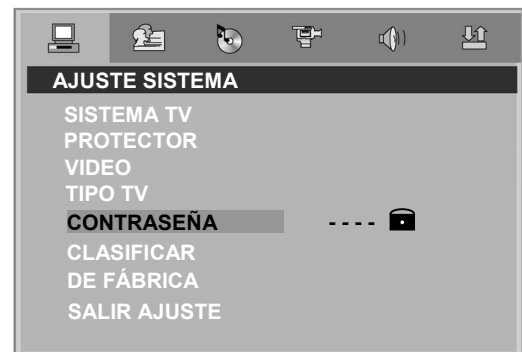 AJUSTE SISTEMA
SISTEMA TV
PROTECTOR
VIDEO
TIPO TV
CONTRASEÑA - - - -
CLASIFICAR
DE FÁBRICA
SALIR AJUSTE